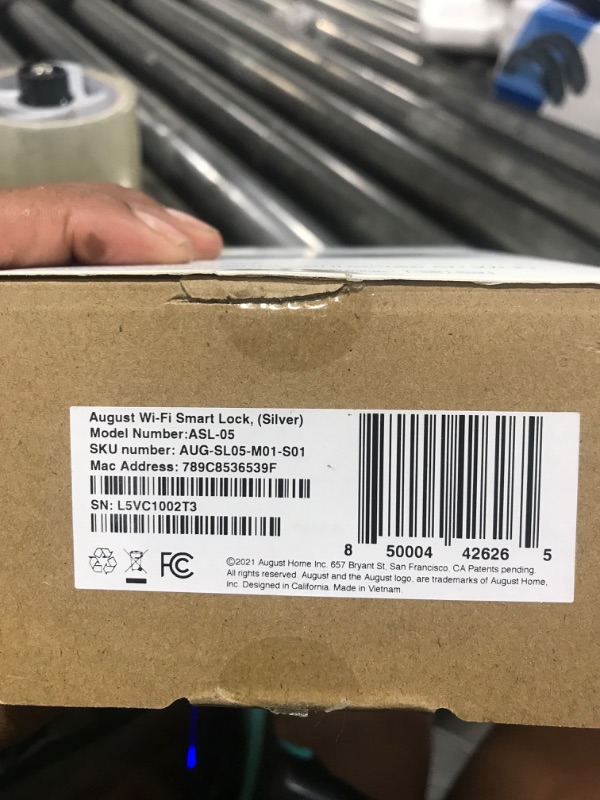 August Wi-Fi Smart Lock, (Silver)
Model Number:ASL-05
SKU number: AUG-SL05-M01-S01
Mac Address: 789C8536539F
SN: L5VC1002T3
8 50004 42626 5
FC
©2021 August Home Inc. 657 Bryant St, San Francisco, CA Patents pending.
All rights reserved. August and the August logo, are trademarks of August Home,
Inc. Designed in California. Made in Vietnam.